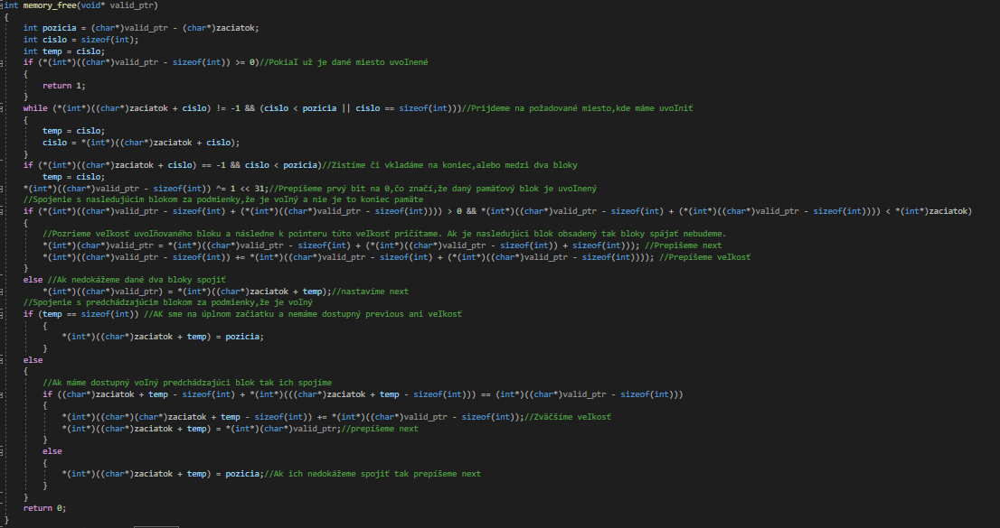 int memory_free(void* valid_ptr)
{
int pozicia = (char*)valid_ptr - (char*)zaciatok;
int cislo = sizeof(int);
int temp = cislo;
if (*(int*)((char*)valid_ptr - sizeof(int)) >= 0)//Pokiaľ už je dané miesto uvoľnené
{
return 1;
}
while (*(int*)((char*)zaciatok + cislo) != -1 && (cislo < pozicia || cislo == sizeof(int)))//Prijdeme na požadované miesto,kde máme uvoľniť
{
temp = cislo;
cislo = *(int*)((char*)zaciatok + cislo);
}
if (*(int*)((char*)zaciatok + cislo) == -1 && cislo < pozicia)//Zistíme či vkladáme na koniec,alebo medzi dva bloky
temp = cislo;
*(int*)((char*)valid_ptr - sizeof(int)) ^= 1 << 31;//Prepíšeme prvý bit na 0,čo značí,že daný pamäťový blok je uvoľnený
//Spojenie s nasledujúcim blokom za podmienky,že je voľný a nie je to koniec pamäte
if (*(int*)((char*)valid_ptr - sizeof(int) + (*(int*)((char*)valid_ptr - sizeof(int)))) > 0 && *(int*)((char*)valid_ptr - sizeof(int) + (*(int*)((char*)valid_ptr - sizeof(int)))) < *(int*)zaciatok)
{
//Pozrieme veľkosť uvoľňovaného bloku a následne k pointeru túto veľkosť pričítame. Ak je nasledujúci blok obsadený tak bloky spájať nebudeme.
*(int*)(char*)valid_ptr = *(int*)((char*)valid_ptr - sizeof(int) + (*(int*)((char*)valid_ptr - sizeof(int)) + sizeof(int))); //Prepíšeme next
*(int*)((char*)valid_ptr - sizeof(int)) += *(int*)((char*)valid_ptr - sizeof(int) + (*(int*)((char*)valid_ptr - sizeof(int)))); //Prepíšeme veľkosť
}
else //Ak nedokážeme dané dva bloky spojiť
*(int*)((char*)valid_ptr) = *(int*)((char*)zaciatok + temp);//nastavíme next
//Spojenie s predchádzajúcim blokom za podmienky,že je voľný
if (temp == sizeof(int)) //AK sme na úplnom začiatku a nemáme dostupný previous ani veľkosť
{
*(int*)((char*)zaciatok + temp) = pozicia;
}
else
{
//Ak máme dostupný voľný predchádzajúci blok tak ich spojíme
if ((char*)zaciatok + temp - sizeof(int) + *(int*)(((char*)zaciatok + temp - sizeof(int))) == (int*)((char*)valid_ptr - sizeof(int)))
{
*(int*)((char*)(char*)zaciatok + temp - sizeof(int)) += *(int*)((char*)valid_ptr - sizeof(int));//Zväčšíme veľkosť
*(int*)((char*)zaciatok + temp) = *(int*)(char*)valid_ptr;//prepíšeme next
}
else
{
*(int*)((char*)zaciatok + temp) = pozicia;//Ak ich nedokážeme spojiť tak prepíšeme next
}
}
return 0;
}